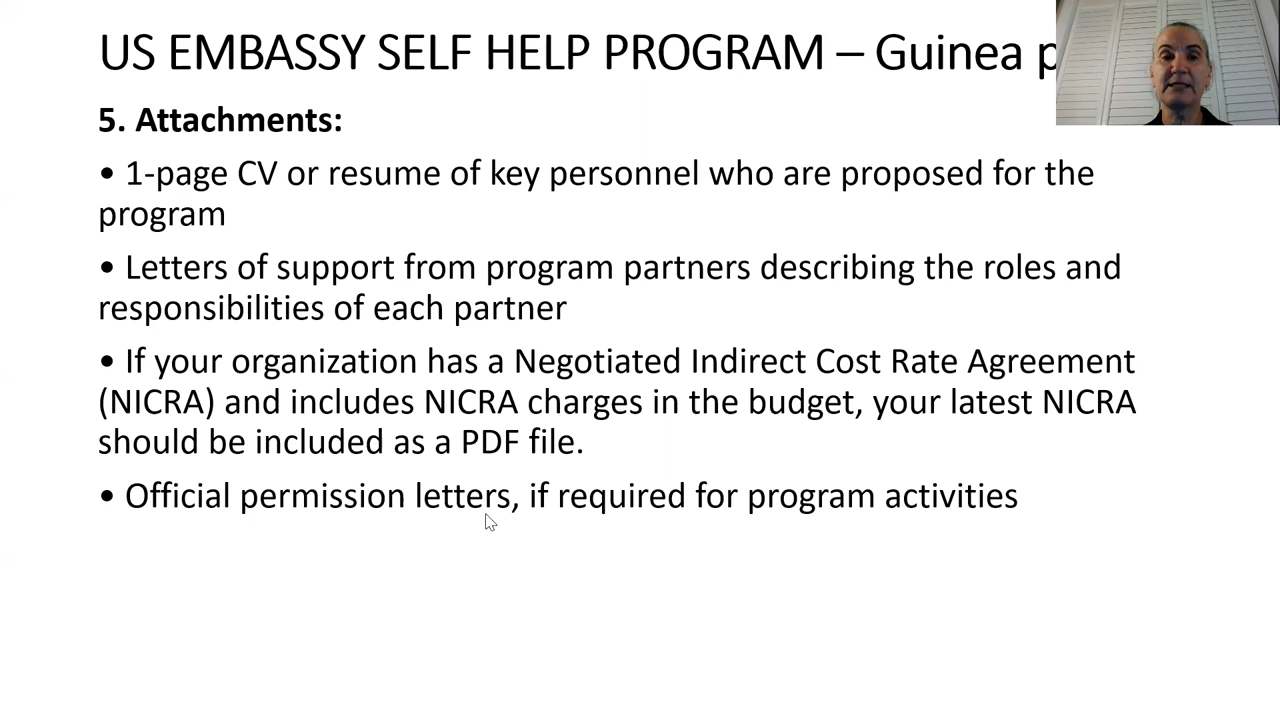 US EMBASSY SELF HELP PROGRAM – Guinea
5. Attachments:
• 1-page CV or resume of key personnel who are proposed for the
program
• Letters of support from program partners describing the roles and
responsibilities of each partner
• If your organization has a Negotiated Indirect Cost Rate Agreement
(NICRA) and includes NICRA charges in the budget, your latest NICRA
should be included as a PDF file.
• Official permission letters, if required for program activities